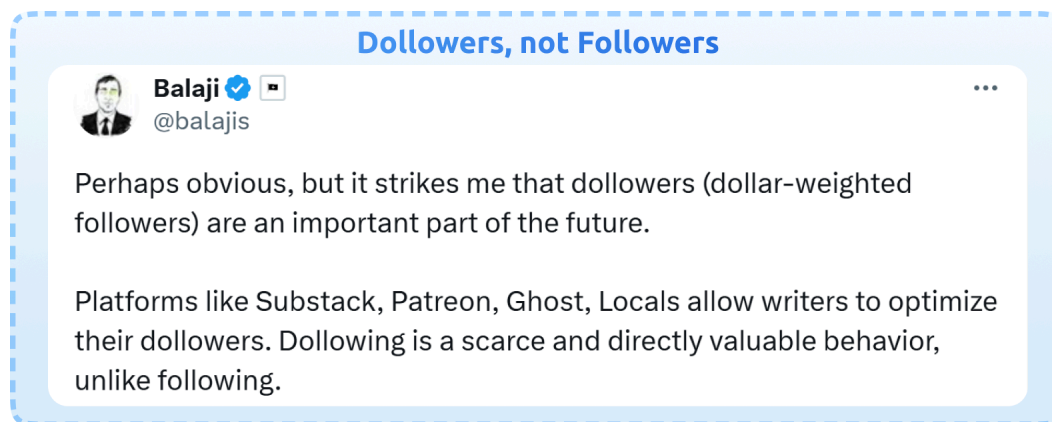 Dollowers, not Followers
Balaji
@balajis
Perhaps obvious, but it strikes me that dollowers (dollar-weighted
followers) are an important part of the future.
Platforms like Substack, Patreon, Ghost, Locals allow writers to optimize
their dollowers. Dollowing is a scarce and directly valuable behavior,
unlike following.